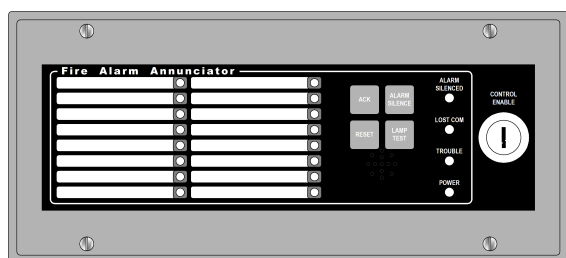 Fire Alarm Annunciator
ACK
ALARM
SILENCE
RESET
LAMP
TEST
ALARM
SILENCED
LOST COM
TROUBLE
POWER
CONTROL
ENABLE